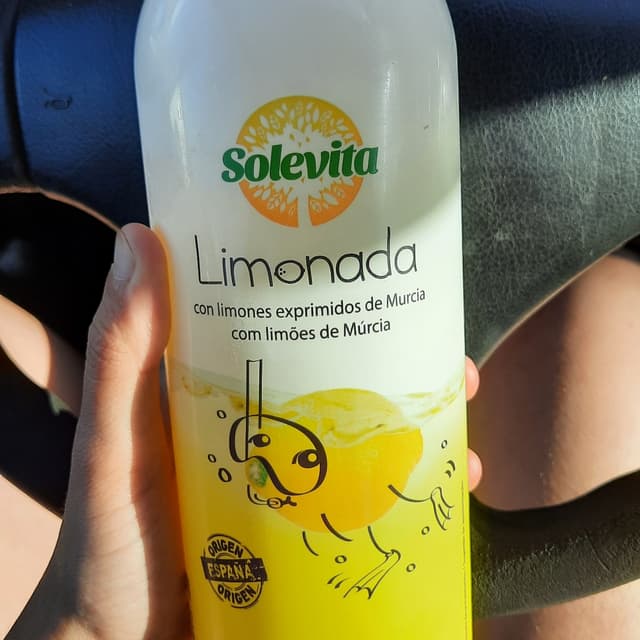 Solevita
Limonada
con limones exprimidos de Murcia
com limões de Múrcia
ORIGEN
ESPAÑA
ORIGEN